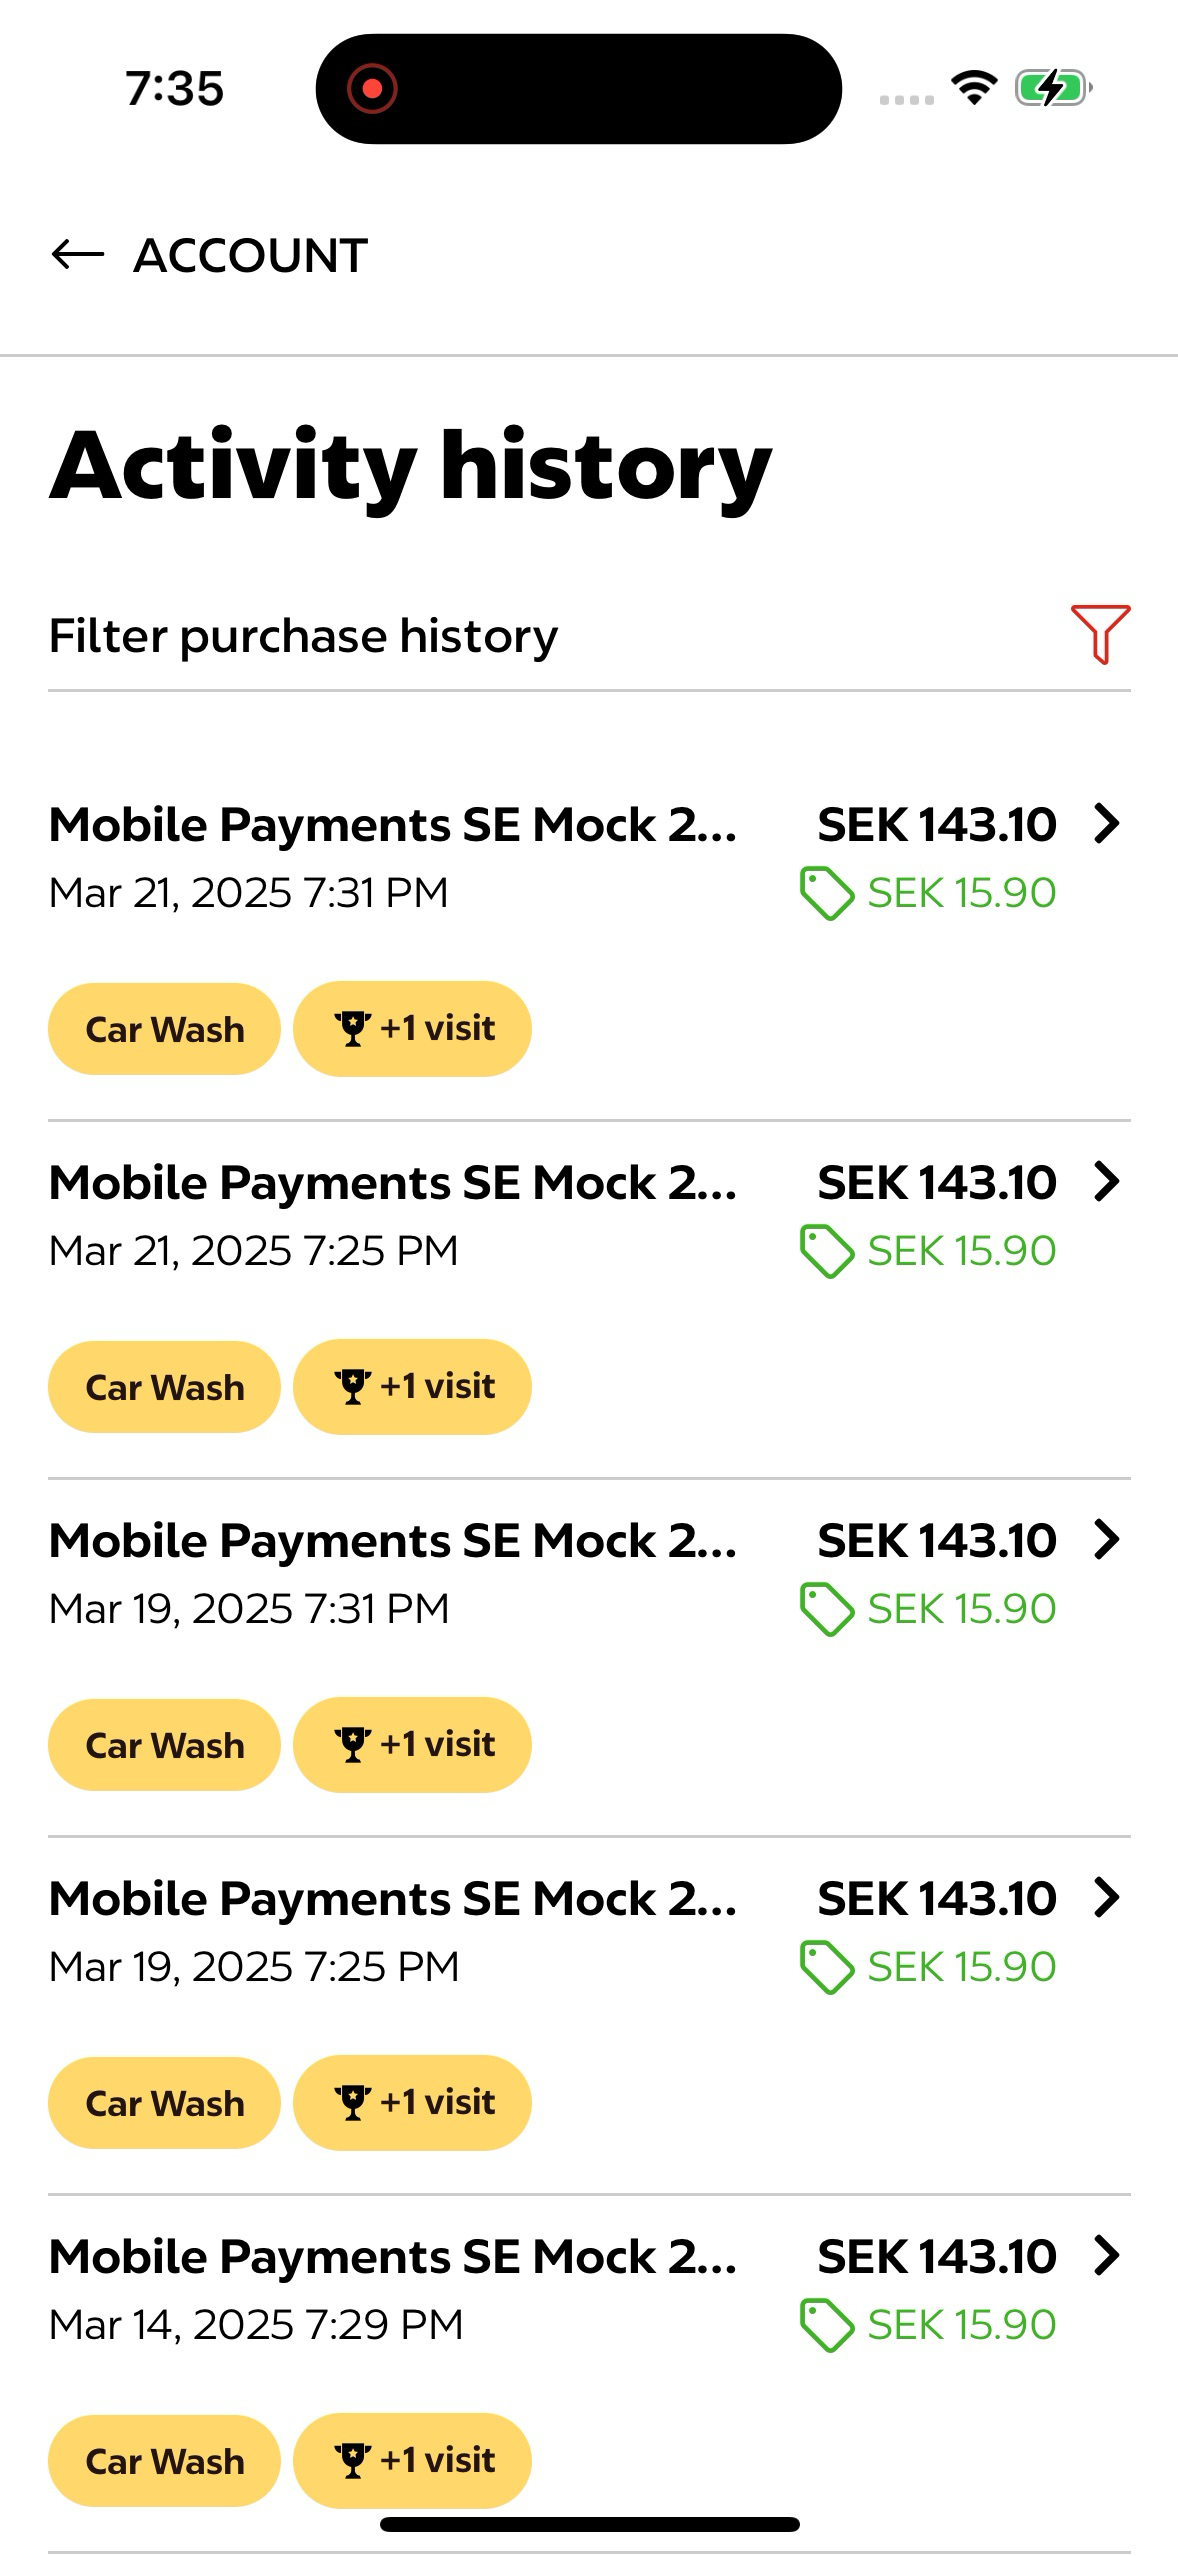 7:35
ACCOUNT
Activity history
Filter purchase history
Mobile Payments SE Mock 2... SEK 143.10
Mar 21, 2025 7:31 PM SEK 15.90
Car Wash +1 visit
Mobile Payments SE Mock 2... SEK 143.10
Mar 21, 2025 7:25 PM SEK 15.90
Car Wash +1 visit
Mobile Payments SE Mock 2... SEK 143.10
Mar 19, 2025 7:31 PM SEK 15.90
Car Wash +1 visit
Mobile Payments SE Mock 2... SEK 143.10
Mar 19, 2025 7:25 PM SEK 15.90
Car Wash +1 visit
Mobile Payments SE Mock 2... SEK 143.10
Mar 14, 2025 7:29 PM SEK 15.90
Car Wash +1 visit